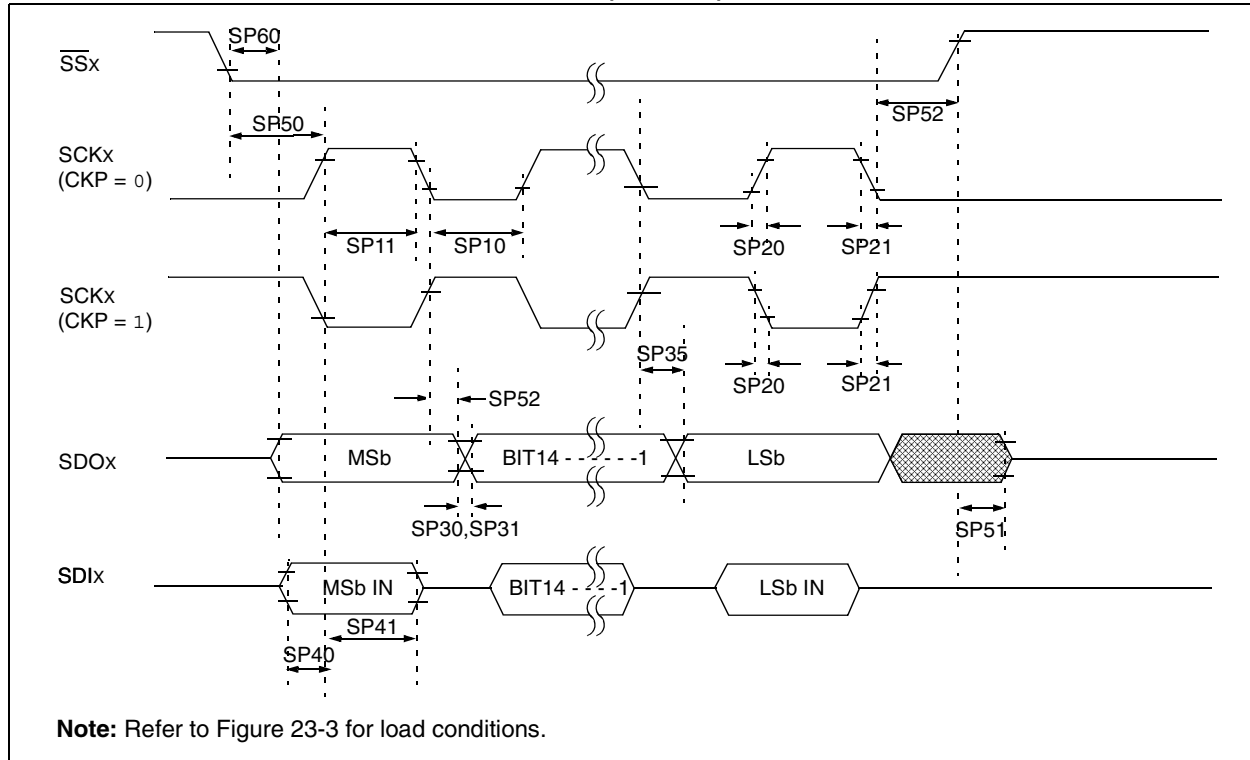 SP60
SSx
SP52
SP50
SCKx
(CKP = 0)
SP11
SP10
SP20
SP21
SCKx
(CKP = 1)
SP35
SP20
SP21
SP52
SDOx
MSb
BIT14 - - - - - -1
LSb
SP30,SP31
SP51
SDIx
MSb IN
BIT14 - - - -1
LSb IN
SP41
SP40
Note: Refer to Figure 23-3 for load conditions.